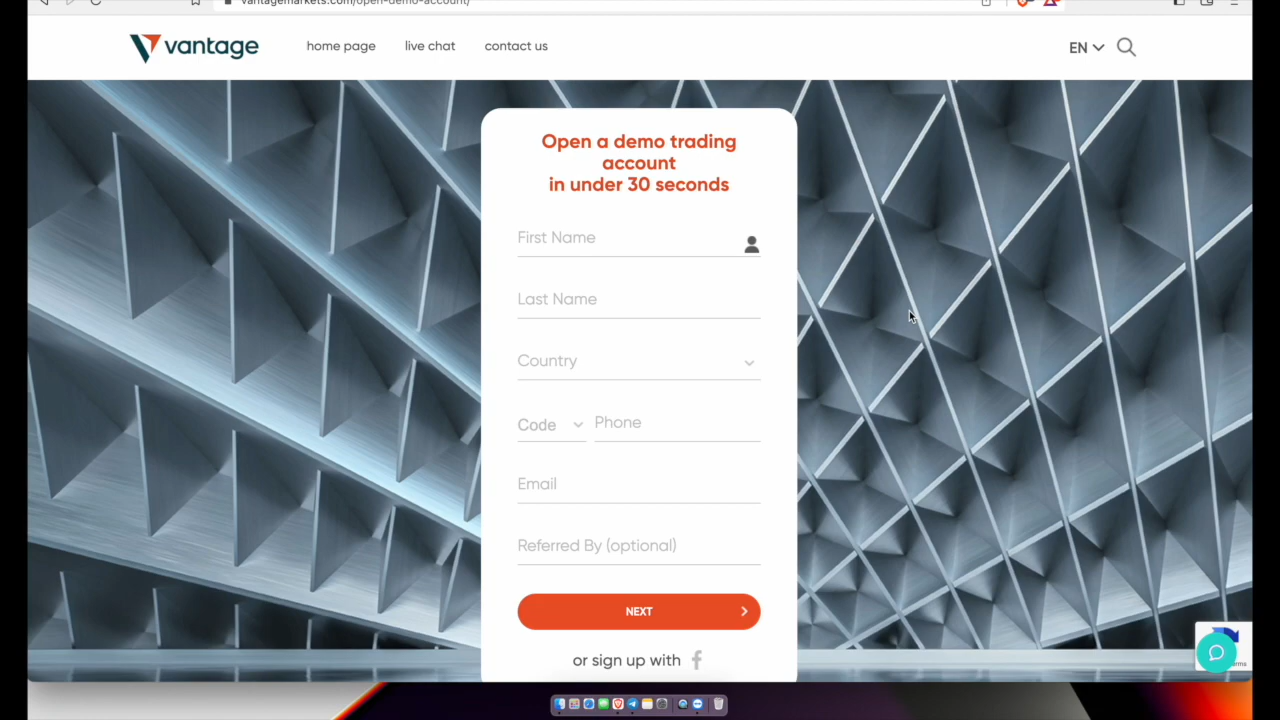 vantagemarkets.com/open-demo-account/
vantage
home page
live chat
contact us
EN
Open a demo trading
account
in under 30 seconds
First Name
Last Name
Country
Code
Phone
Email
Referred By (optional)
NEXT
or sign up with